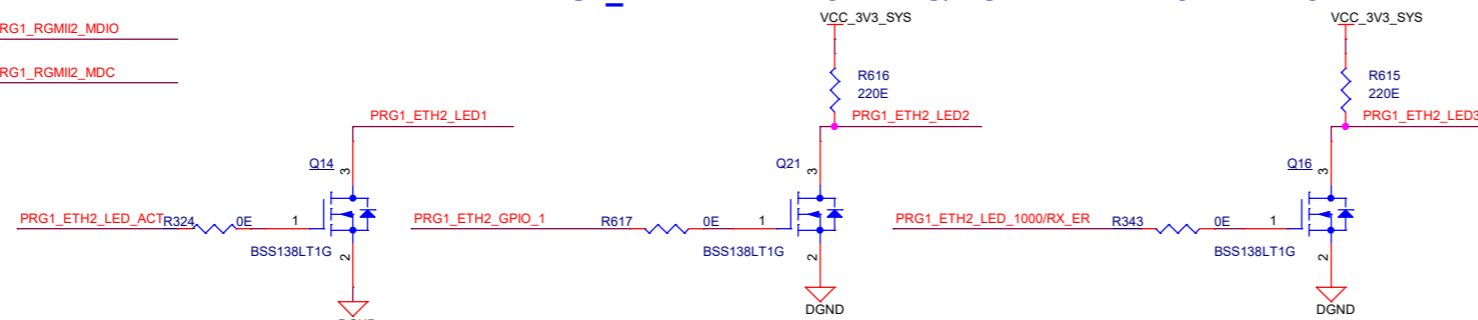 VCC_3V3_SYS
VCC_3V3_SYS
RG1_RGMII2_MDIO
RG1_RGMII2_MDC
R616
220E
R615
220E
PRG1_ETH2_LED1
PRG1_ETH2_LED2
PRG1_ETH2_LED3
Q14
3
Q21
3
Q16
3
PRG1_ETH2_LED_ACT
R324
0E
1
PRG1_ETH2_GPIO_1
R617
0E
1
PRG1_ETH2_LED_1000/RX_ER
R343
0E
1
BSS138LT1G
2
BSS138LT1G
2
BSS138LT1G
2
DGND
DGND